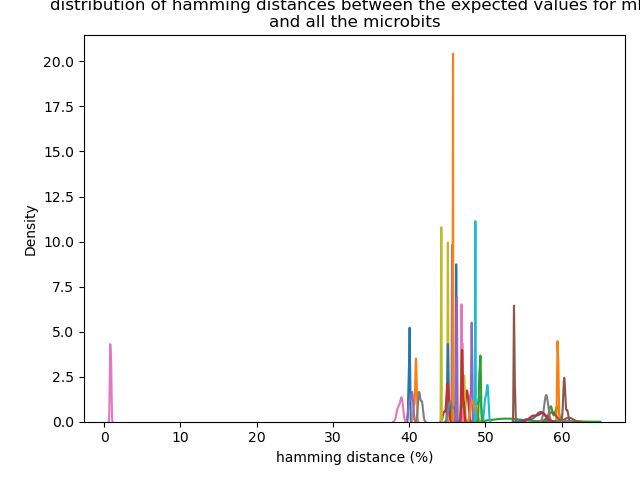 distribution of hamming distances between the expected values for
and all the microbits
20.0
17.5
15.0
12.5
10.0
7.5
5.0
2.5
0.0
Density
0 10 20 30 40 50 60
hamming distance (%)